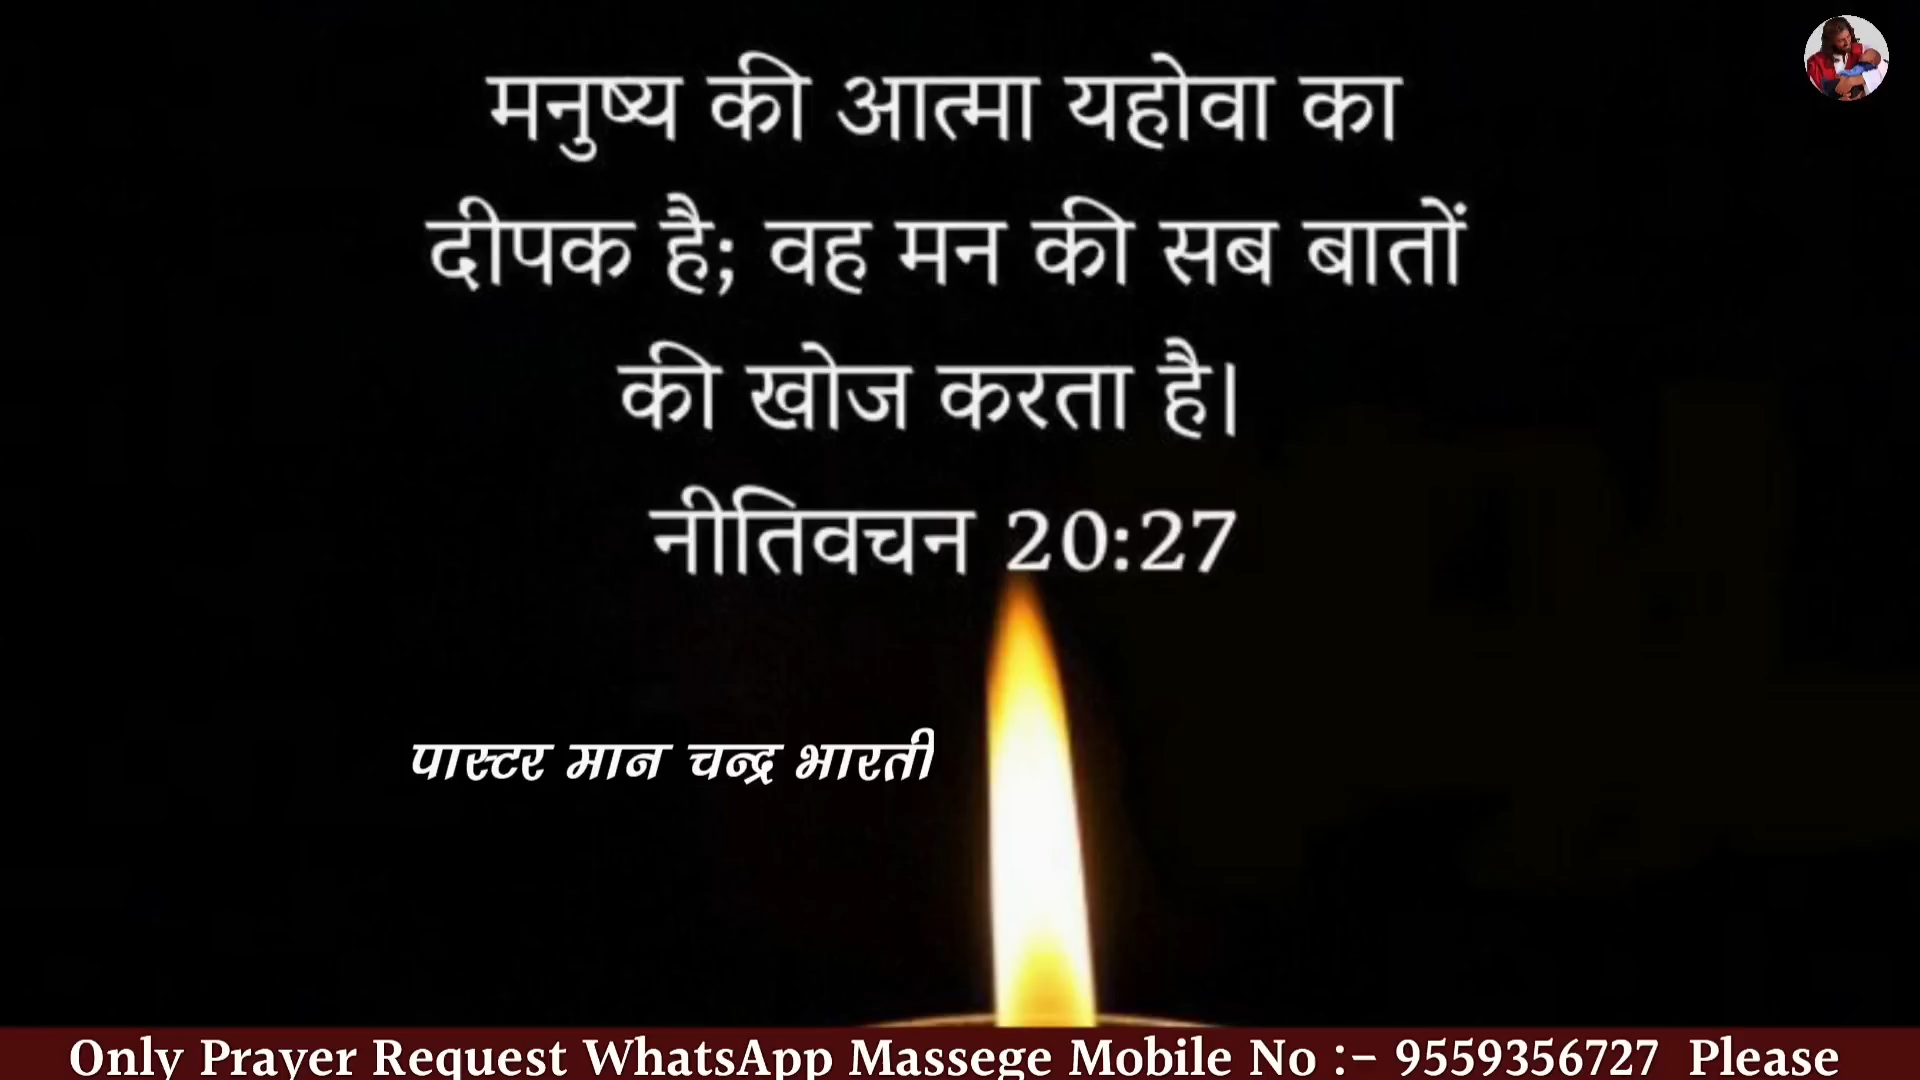 मनुष्य की आत्मा यहोवा का
दीपक है; वह मन की सब बातों
की खोज करता है।
नीतिवचन 20:27
पास्टर मान चन्द्र भारती
Only Prayer Request WhatsApp Massege Mobile No :- 9559356727 Please